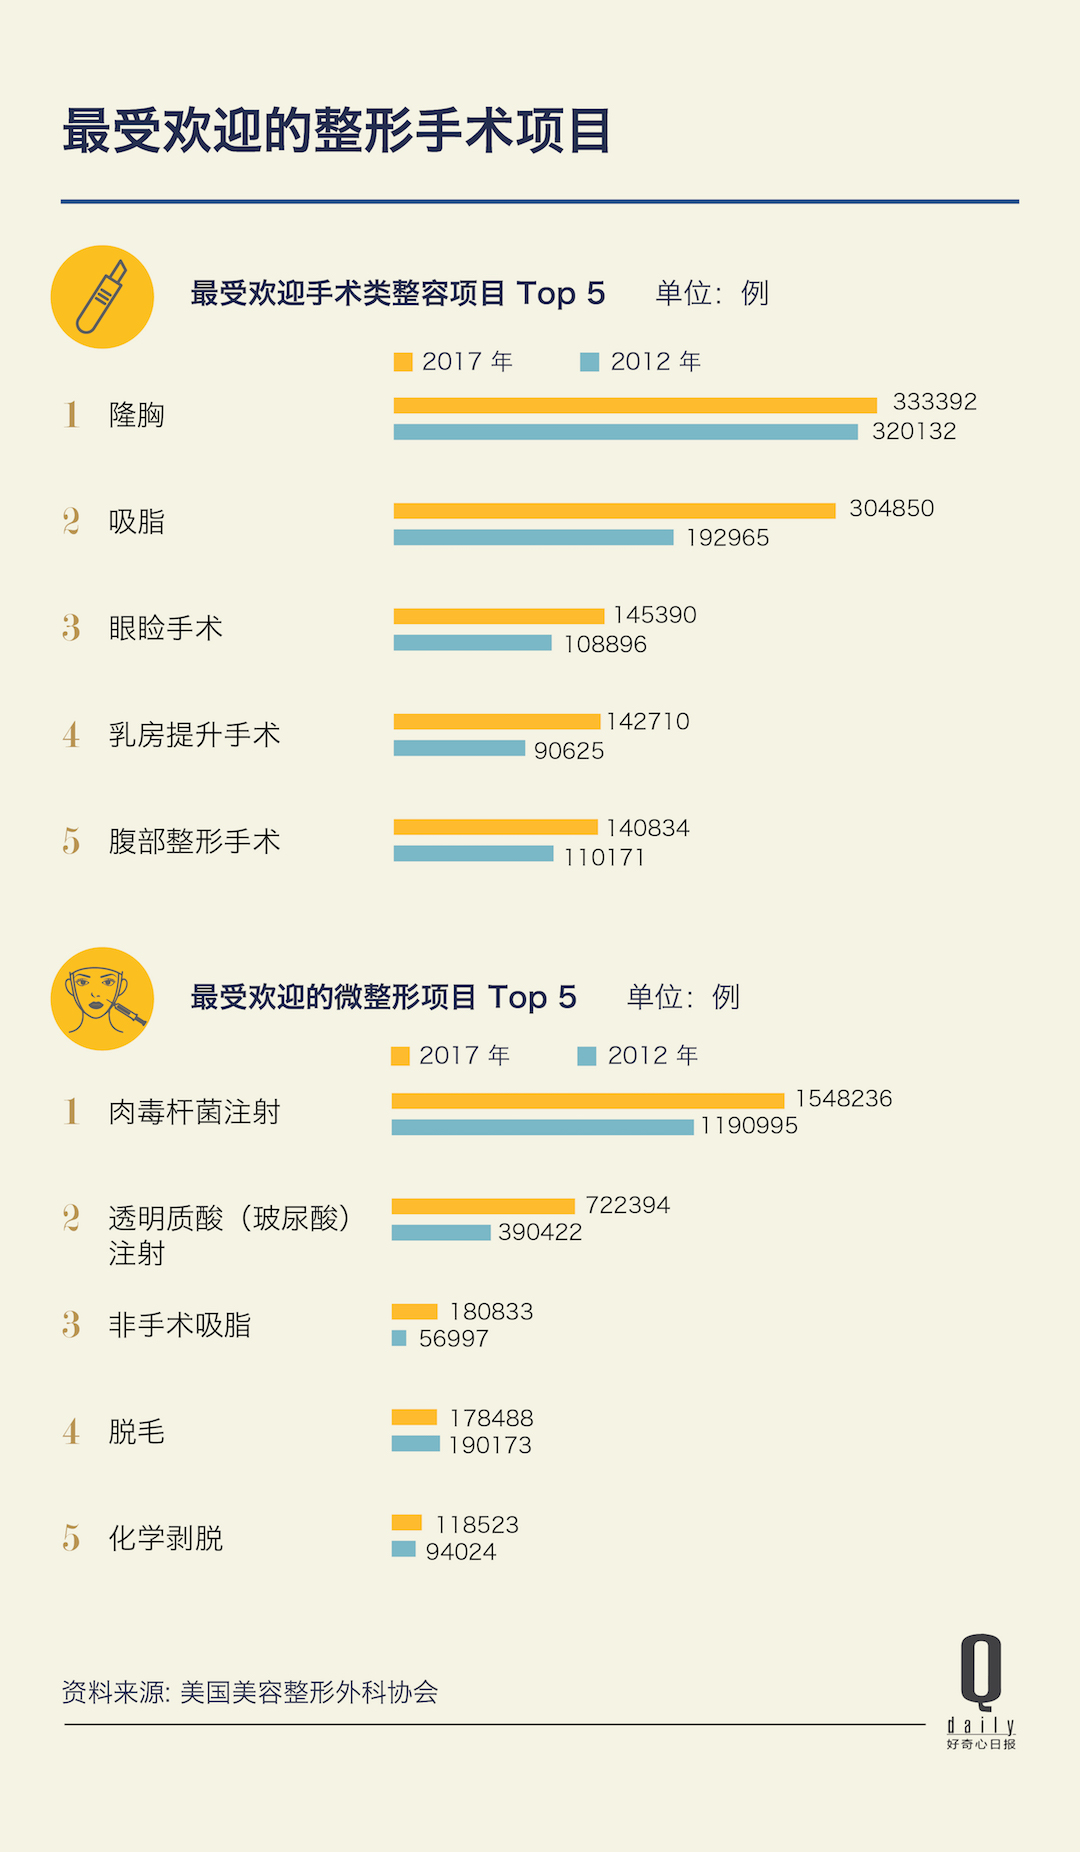 最受欢迎的整形手术项目
最受欢迎手术类整容项目 Top 5 单位：例
2017 年 2012 年
1 隆胸 333392
320132
2 吸脂 304850
192965
3 眼睑手术 145390
108896
4 乳房提升手术 142710
90625
5 腹部整形手术 140834
110171
最受欢迎的微整形项目 Top 5 单位：例
2017 年 2012 年
1 肉毒杆菌注射 1548236
1190995
2 透明质酸（玻尿酸） 722394
注射 390422
3 非手术吸脂 180833
56997
4 脱毛 178488
190173
5 化学剥脱 118523
94024
资料来源: 美国美容整形外科协会
Q
daily
好奇心日报